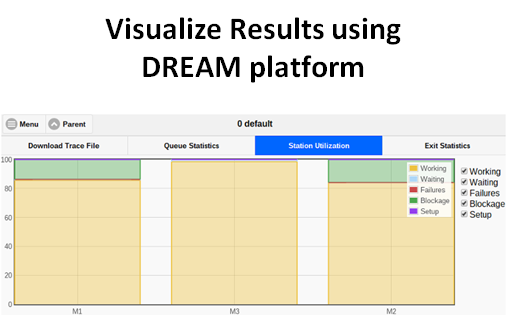 Visualize Results using
DREAM platform
Menu Parent 0 default
Download Trace File Queue Statistics Station Utilization Exit Statistics
100
80
60
40
20
0
Working
Waiting
Failures
Blockage
Setup
Working
Waiting
Failures
Blockage
Setup
M1 M3 M2